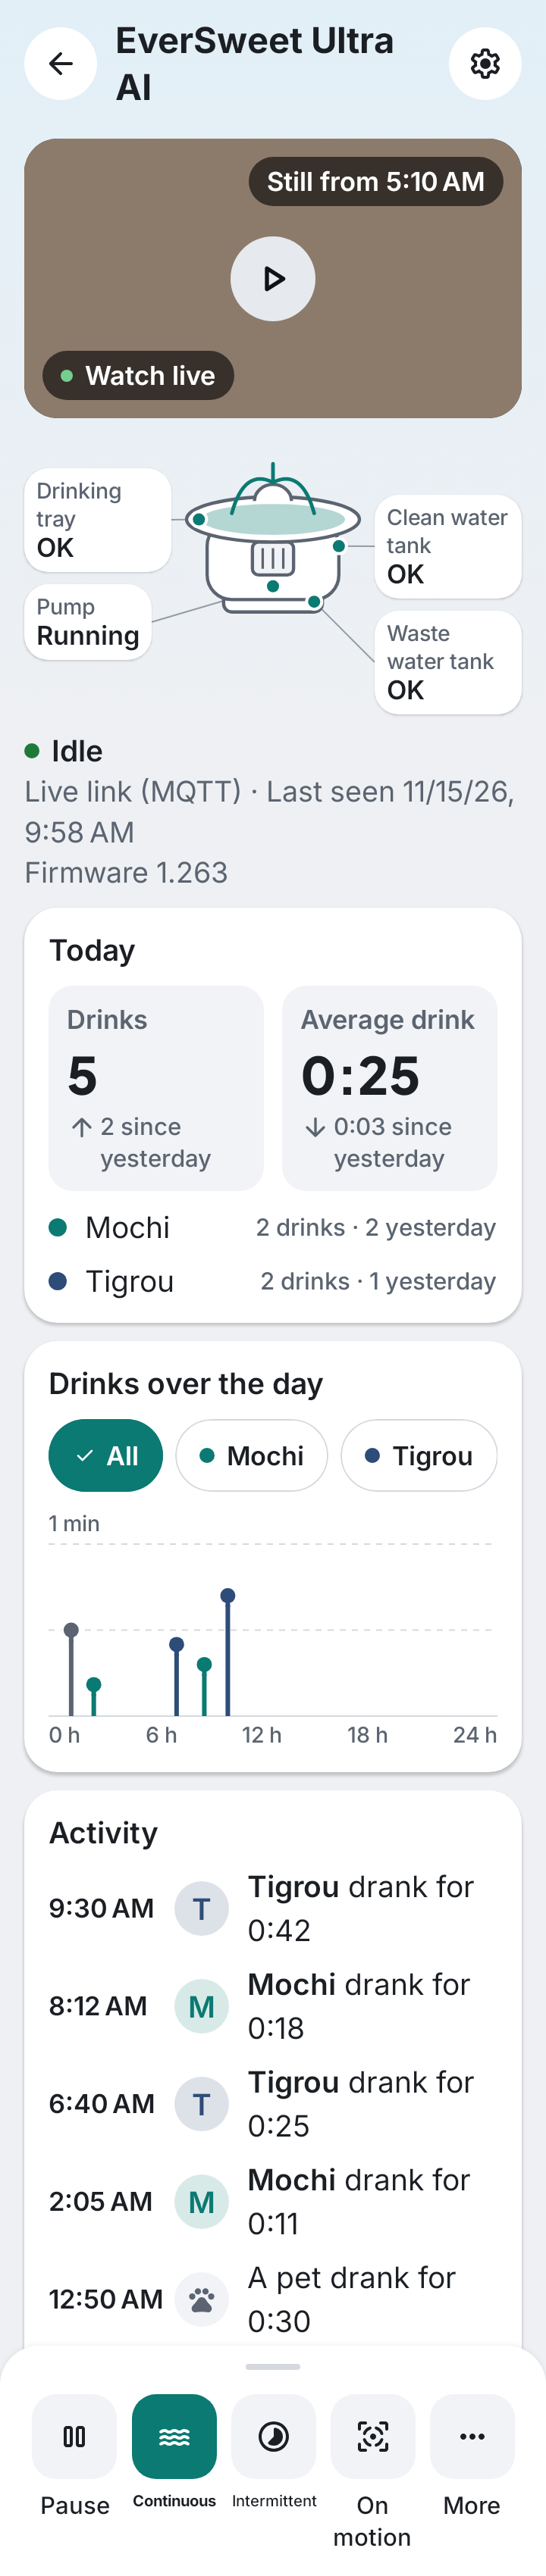 EverSweet Ultra
AI
Still from 5:10 AM
Watch live
Drinking
tray
OK
Clean water
tank
OK
Pump
Running
Waste
water tank
OK
Idle
Live link (MQTT) · Last seen 11/15/26,
9:58 AM
Firmware 1.263
Today
Drinks
5
↑ 2 since
yesterday
Average drink
0:25
↓ 0:03 since
yesterday
Mochi 2 drinks · 2 yesterday
Tigrou 2 drinks · 1 yesterday
Drinks over the day
All Mochi Tigrou
1 min
0 h 6 h 12 h 18 h 24 h
Activity
9:30 AM T Tigrou drank for
0:42
8:12 AM M Mochi drank for
0:18
6:40 AM T Tigrou drank for
0:25
2:05 AM M Mochi drank for
0:11
12:50 AM A pet drank for
0:30
Pause Continuous Intermittent On
motion More